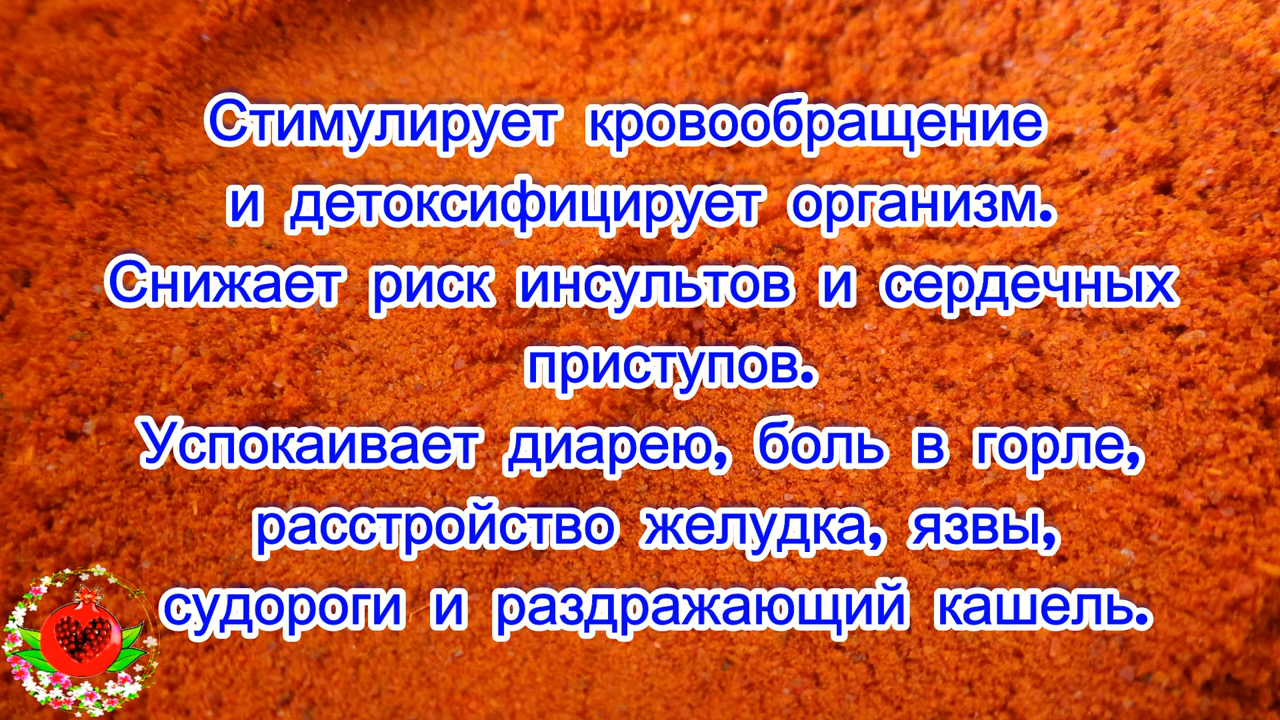 Стимулирует кровообращение
и детоксифицирует организм.
Снижает риск инсультов и сердечных
приступов.
Успокаивает диарею, боль в горле,
расстройство желудка, язвы,
судороги и раздражающий кашель.